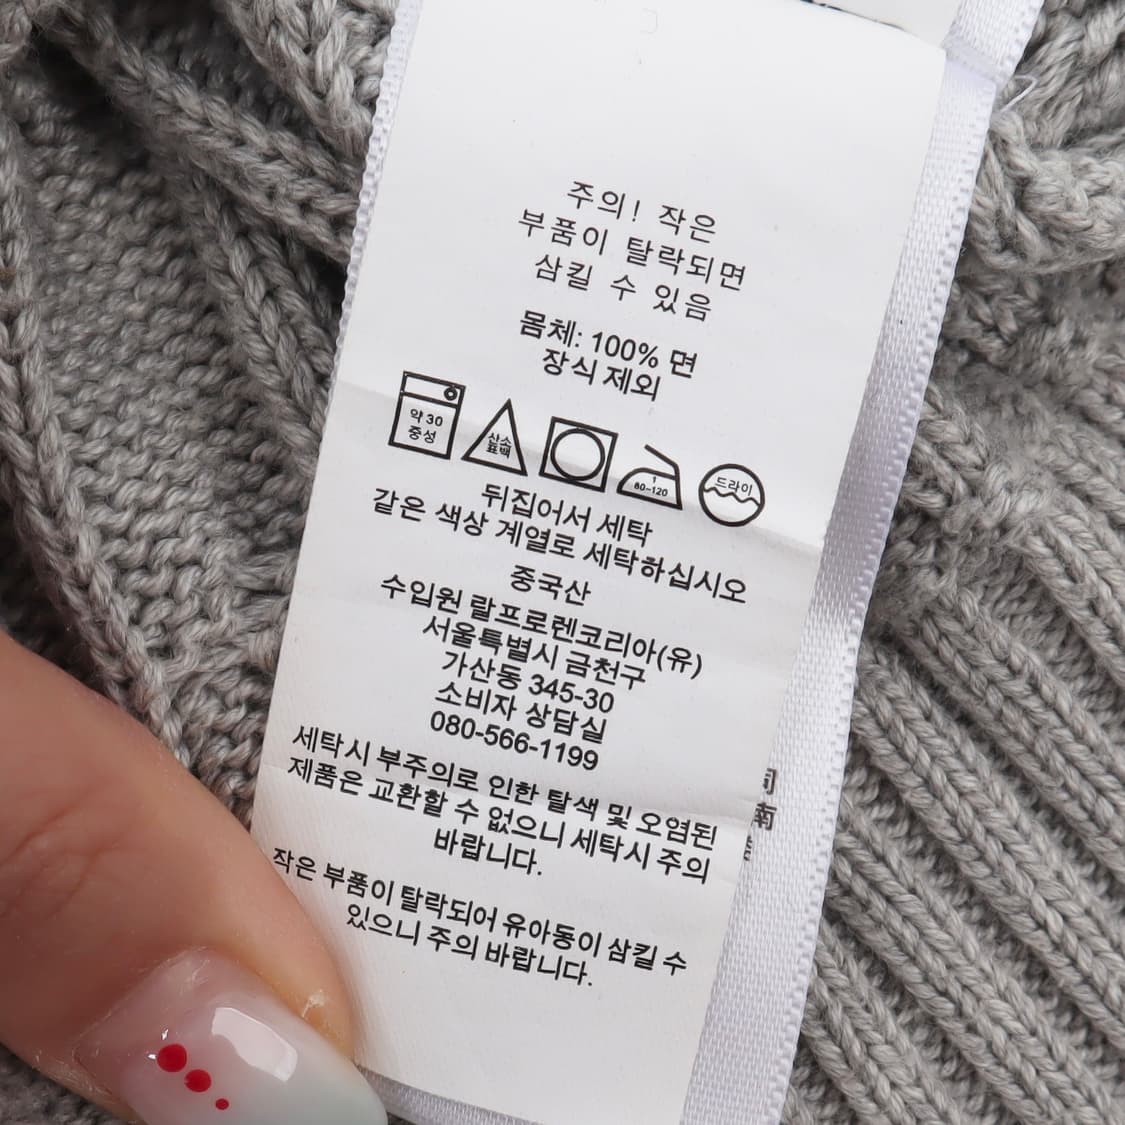 주의! 작은
부품이 탈락되면
삼킬 수 있음
몸체: 100% 면
장식 제외
약 30
중성
산소
표백
1
80-120
드라이
뒤집어서 세탁
같은 색상 계열로 세탁하십시오
중국산
수입원 랄프로렌코리아(유)
서울특별시 금천구
가산동 345-30
소비자 상담실
080-566-1199
세탁시 부주의로 인한 탈색 및 오염된
제품은 교환할 수 없으니 세탁시 주의
바랍니다.
작은 부품이 탈락되어 유아동이 삼킬 수
있으니 주의 바랍니다.
司
南